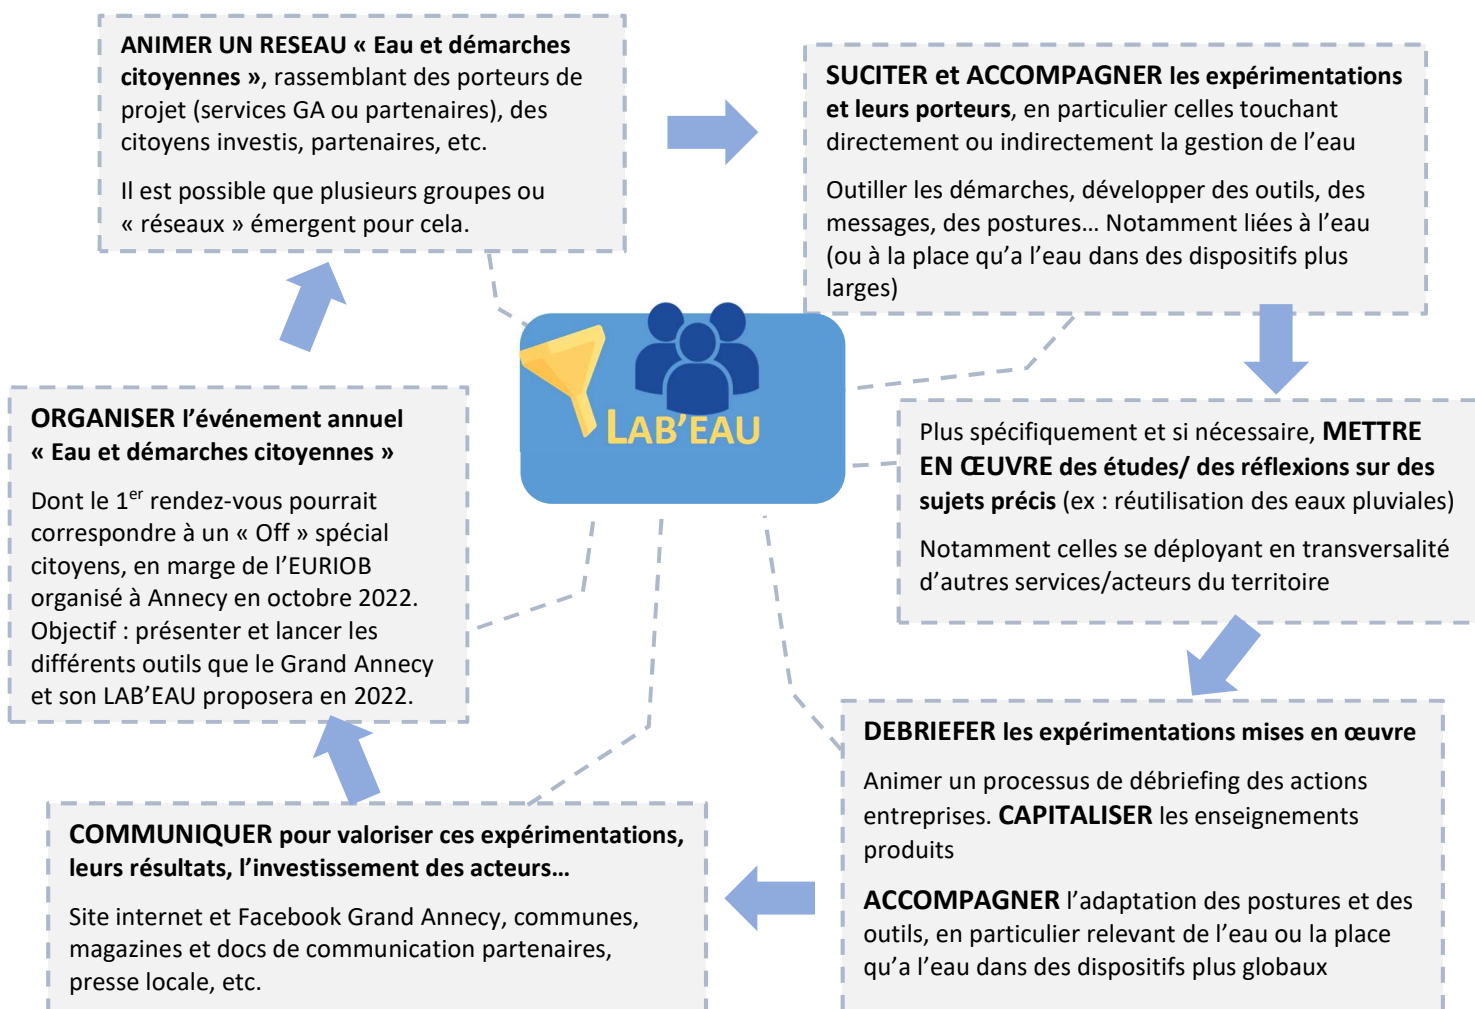 ANIMER UN RESEAU « Eau et démarches
citoyennes », rassemblant des porteurs de
projet (services GA ou partenaires), des
citoyens investis, partenaires, etc.
Il est possible que plusieurs groupes ou
« réseaux » émergent pour cela.
SUCITER et ACCOMPAGNER les expérimentations
et leurs porteurs, en particulier celles touchant
directement ou indirectement la gestion de l’eau
Outiller les démarches, développer des outils, des
messages, des postures… Notamment liées à l’eau
(ou à la place qu’a l’eau dans des dispositifs plus
larges)
LAB’EAU
Plus spécifiquement et si nécessaire, METTRE
EN ŒUVRE des études/ des réflexions sur des
sujets précis (ex : réutilisation des eaux pluviales)
Notamment celles se déployant en transversalité
d’autres services/acteurs du territoire
DEBRIEFER les expérimentations mises en œuvre
Animer un processus de débriefing des actions
entreprises. CAPITALISER les enseignements
produits
ACCOMPAGNER l’adaptation des postures et des
outils, en particulier relevant de l’eau ou la place
qu’a l’eau dans des dispositifs plus globaux
COMMUNIQUER pour valoriser ces expérimentations,
leurs résultats, l’investissement des acteurs…
Site internet et Facebook Grand Annecy, communes,
magazines et docs de communication partenaires,
presse locale, etc.
ORGANISER l’événement annuel
« Eau et démarches citoyennes »
Dont le 1er rendez-vous pourrait
correspondre à un « Off » spécial
citoyens, en marge de l’EURIOB
organisé à Annecy en octobre 2022.
Objectif : présenter et lancer les
différents outils que le Grand Annecy
et son LAB’EAU proposera en 2022.